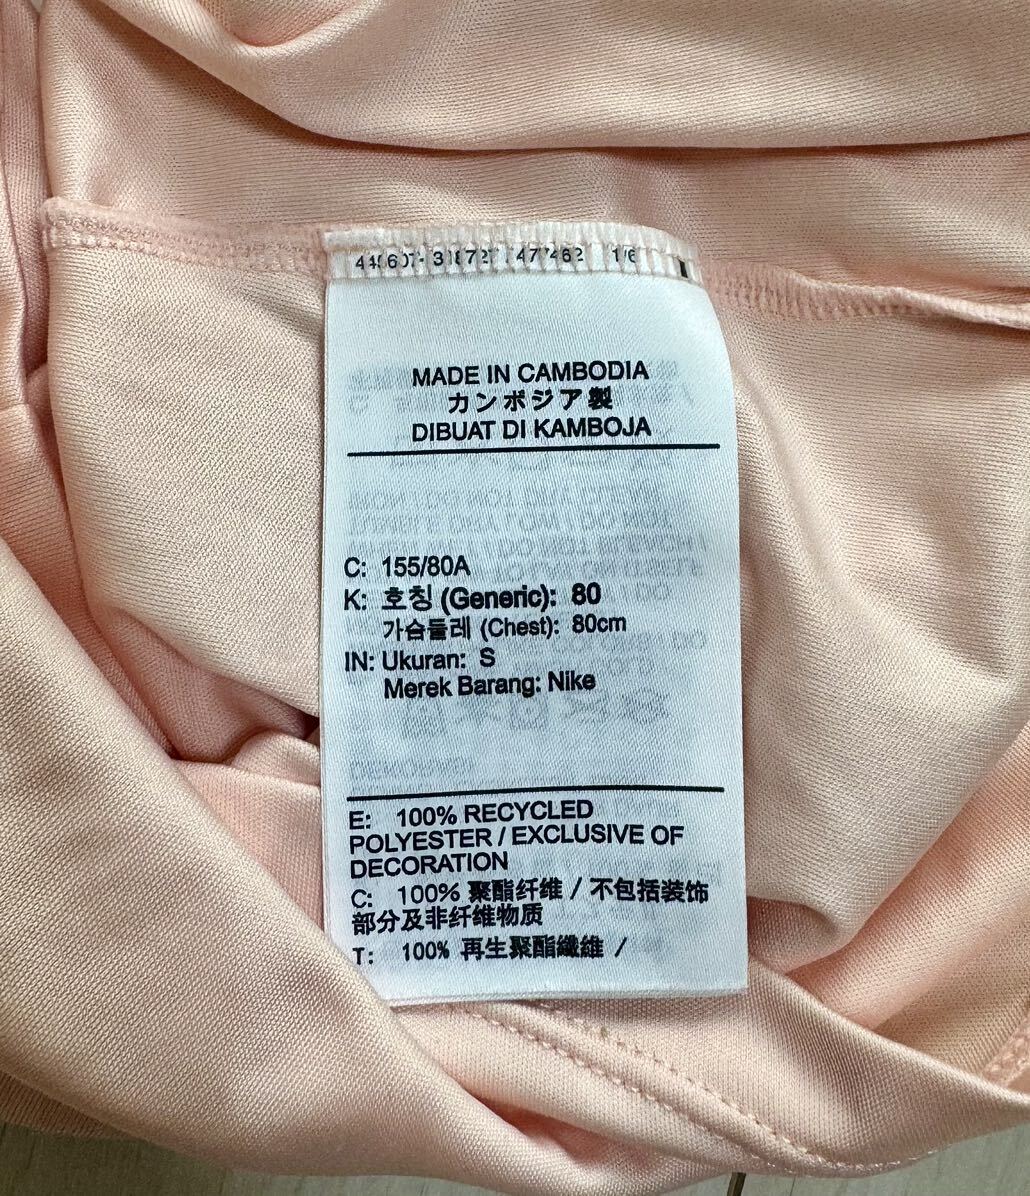 MADE IN CAMBODIA
カンボジア製
DIBUAT DI KAMBOJA
C: 155/80A
K: 호칭 (Generic): 80
가슴둘레 (Chest): 80cm
IN: Ukuran: S
Merek Barang: Nike
E: 100% RECYCLED
POLYESTER / EXCLUSIVE OF
DECORATION
C: 100% 聚酯纤维 / 不包括装饰
部分及非纤维物质
T: 100% 再生聚酯纖維 /